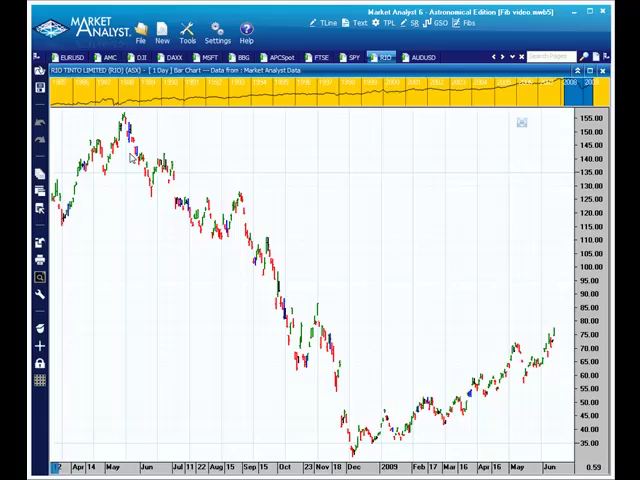 Market Analyst 6 - Astronomical Edition [Fib video.mwb5]
MARKET
ANALYST.
File New Tools Settings Help
TLine Text TPL SR GSO Fibs
EURUSD AMC DJI DAXX MSFT BBG APCSpot FTSE SPY RIO AUDUSD
Search Pages
RIO TINTO LIMITED (RIO) (ASX) - [ 1 Day ] Bar Chart --- Data from : Market Analyst Data
155.00
150.00
145.00
140.00
135.00
130.00
125.00
120.00
115.00
110.00
105.00
100.00
95.00
90.00
85.00
80.00
75.00
70.00
65.00
60.00
55.00
50.00
45.00
40.00
35.00
12 Apr 14 May Jun Jul 11 22 Aug 15 Sep 15 Oct 23 Nov 18 Dec 2009 Feb 17 Mar 16 Apr 16 May Jun 0.59